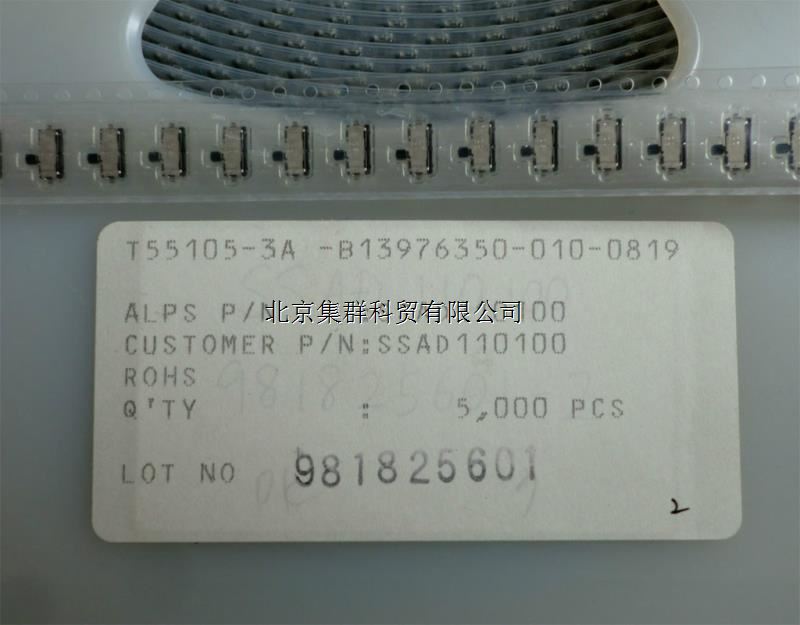 T55105-3A -B13976350-010-0819
ALPS P/N
北京集群科贸有限公司
CUSTOMER P/N:SSAD110100
ROHS
Q'TY : 5,000 PCS
LOT NO 981825601
2